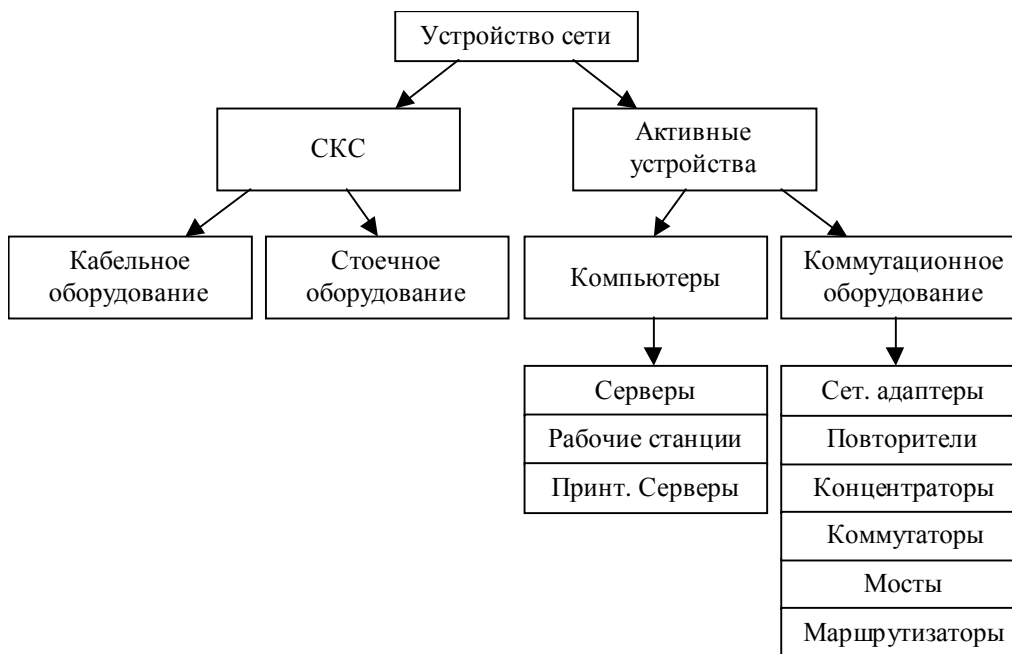 Устройство сети
СКС
Активные
устройства
Кабельное
оборудование
Стоечное
оборудование
Компьютеры
Коммутационное
оборудование
Серверы
Рабочие станции
Принт. Серверы
Сет. адаптеры
Повторители
Концентраторы
Коммутаторы
Мосты
Маршрутизаторы